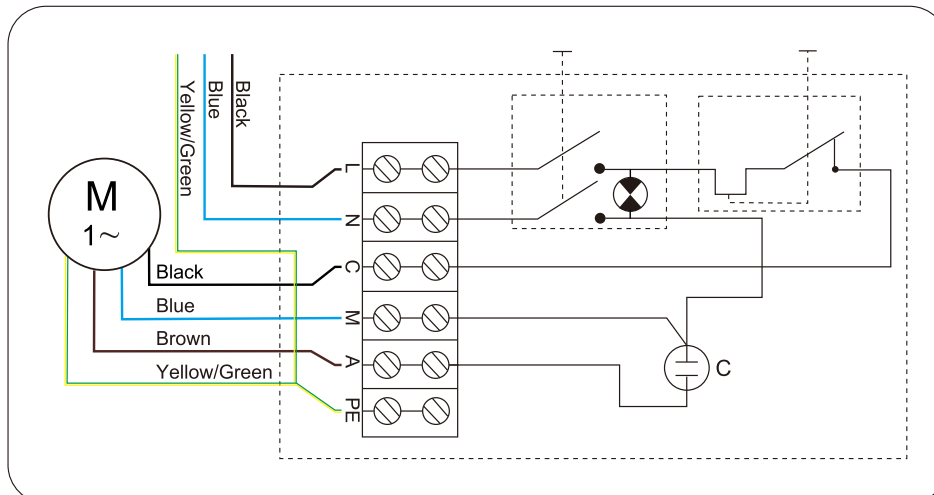 Yellow/Green
Blue
Black
M
1~
Black
Blue
Brown
Yellow/Green
L
N
C
M
A
PE
C